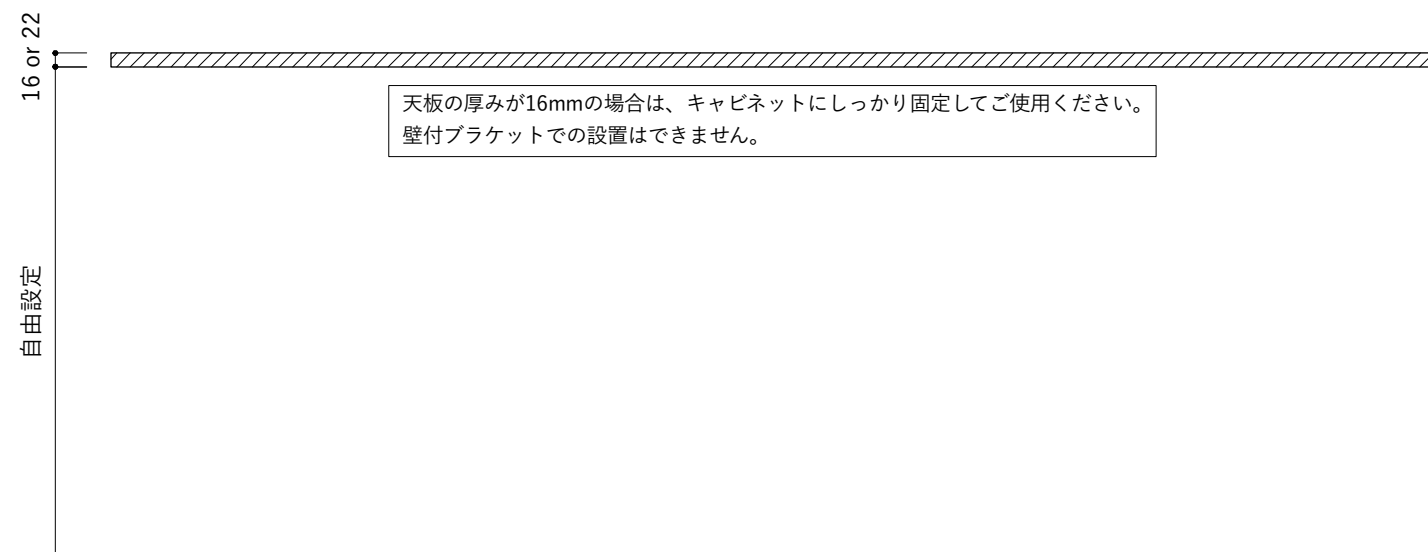 16 or 22
天板の厚みが16mmの場合は、キャビネットにしっかり固定してご使用ください。
壁付ブラケットでの設置はできません。
自由設定